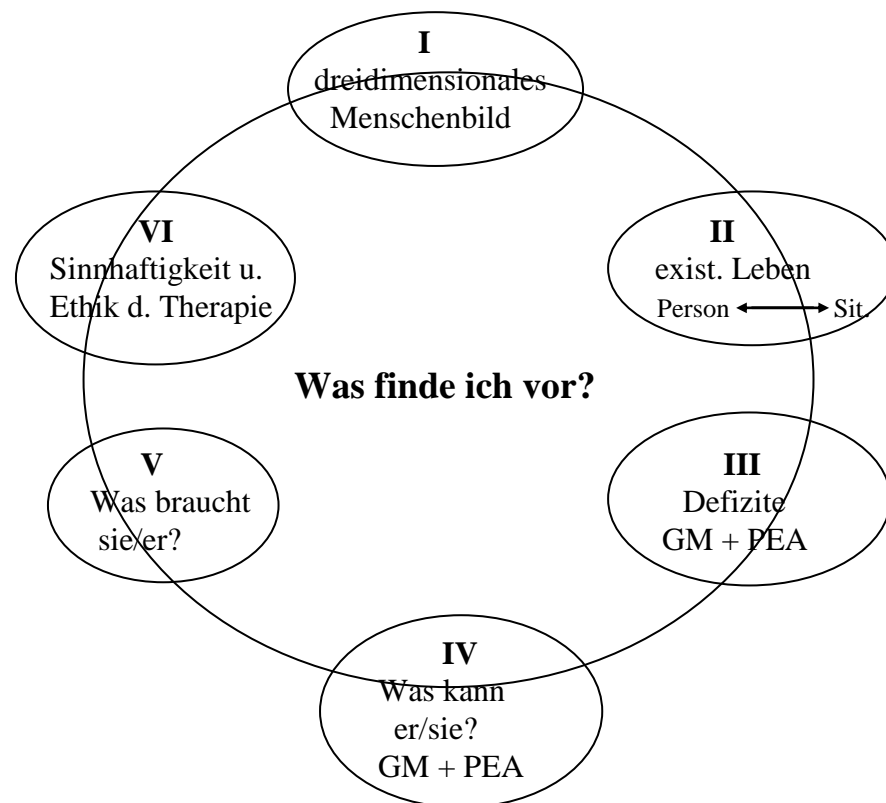 I
dreidimensionales
Menschenbild
II
exist. Leben
Person Sit.
III
Defizite
GM + PEA
IV
Was kann
er/sie?
GM + PEA
V
Was braucht
sie/er?
VI
Sinnhaftigkeit u.
Ethik d. Therapie
Was finde ich vor?